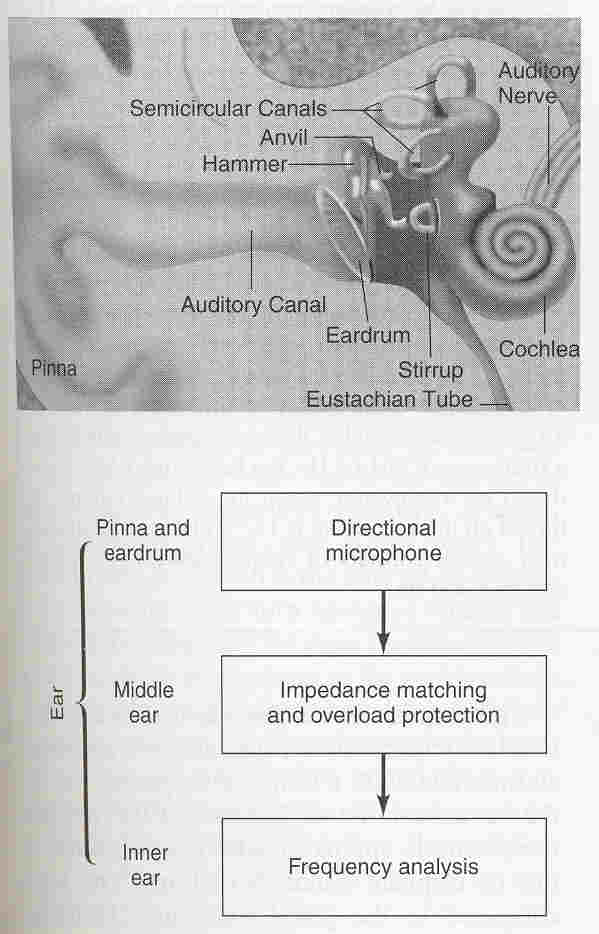 Auditory
Nerve
Semicircular Canals
Anvil
Hammer
Auditory Canal
Eardrum
Cochlea
Pinna
Stirrup
Eustachian Tube
Pinna and
eardrum
Directional
microphone
Ear
Middle
ear
Impedance matching
and overload protection
Inner
ear
Frequency analysis